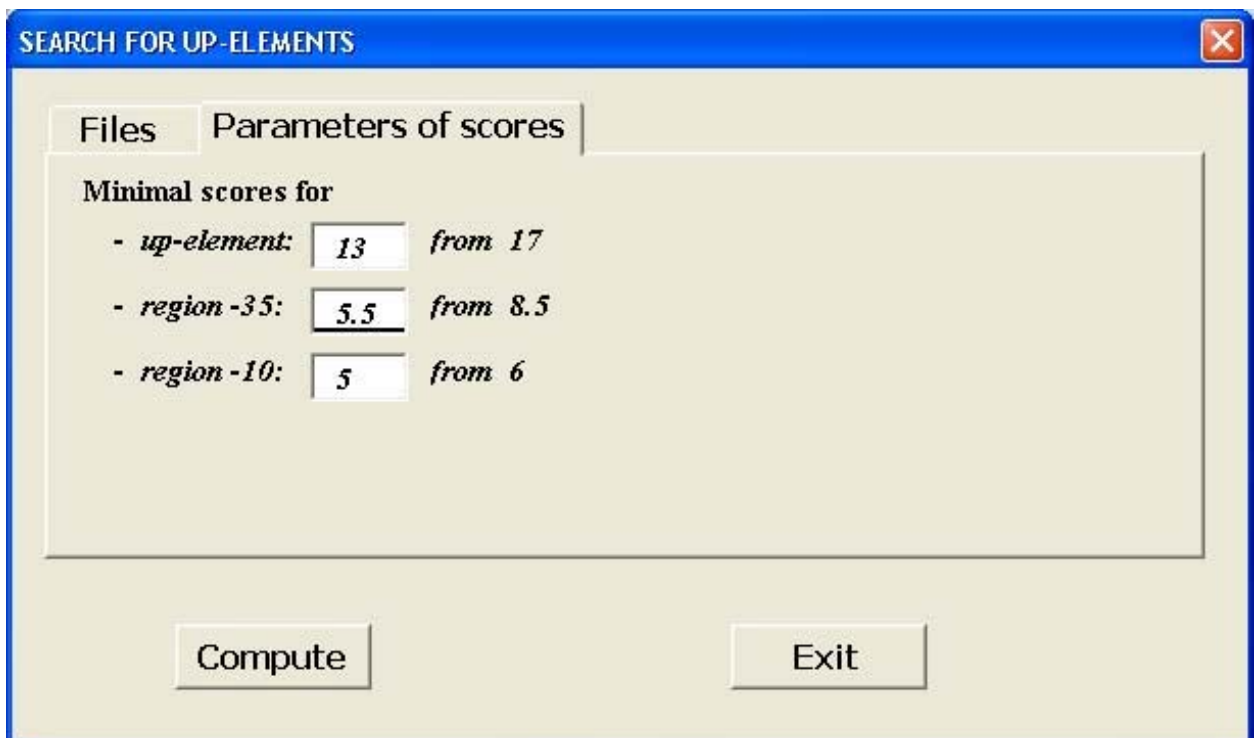 SEARCH FOR UP-ELEMENTS
Files Parameters of scores
Minimal scores for
- up-element: 13 from 17
- region -35: 5.5 from 8.5
- region -10: 5 from 6
Compute Exit